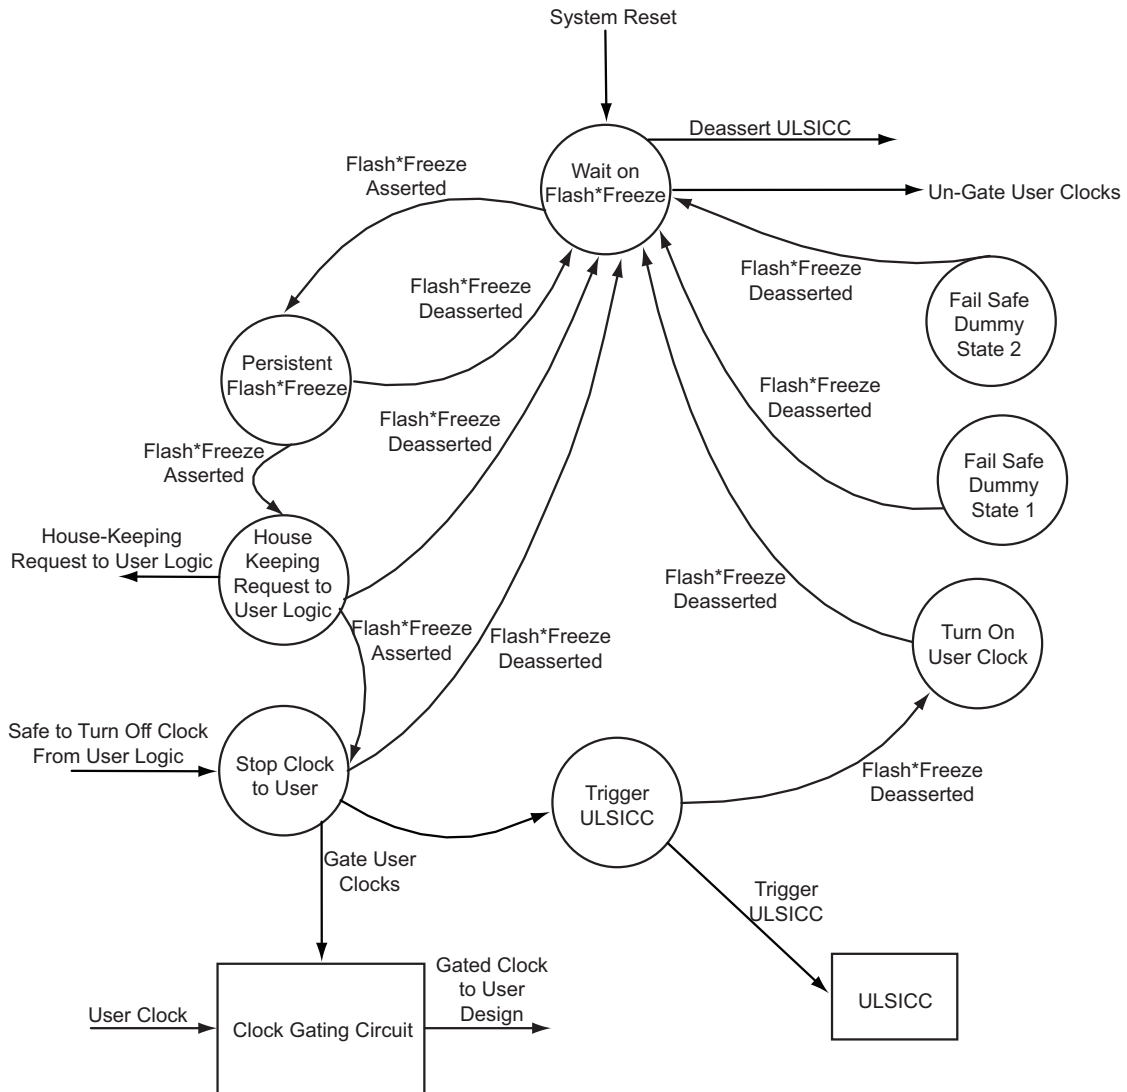 System Reset
Deassert ULSICC
Flash*Freeze
Asserted
Wait on
Flash*Freeze
Un-Gate User Clocks
Flash*Freeze
Deasserted
Flash*Freeze
Deasserted
Fail Safe
Dummy
State 2
Persistent
Flash*Freeze
Flash*Freeze
Deasserted
Flash*Freeze
Deasserted
Flash*Freeze
Asserted
Fail Safe
Dummy
State 1
House-Keeping
Request to User Logic
House
Keeping
Request to
User Logic
Flash*Freeze
Deasserted
Flash*Freeze
Asserted
Flash*Freeze
Deasserted
Turn On
User Clock
Safe to Turn Off Clock
From User Logic
Stop Clock
to User
Trigger
ULSICC
Flash*Freeze
Deasserted
Gate User
Clocks
Trigger
ULSICC
Gated Clock
to User
Design
User Clock
Clock Gating Circuit
ULSICC